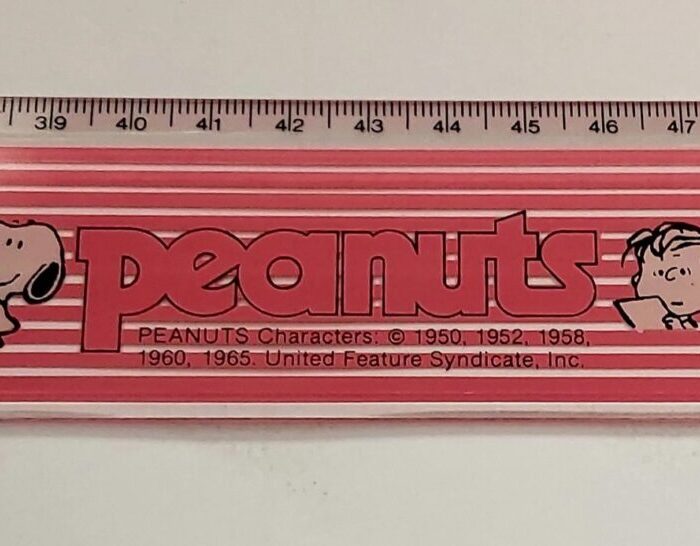 39 40 41 42 43 44 45 46 47
peanuts
PEANUTS Characters: © 1950, 1952, 1958,
1960, 1965. United Feature Syndicate, Inc.